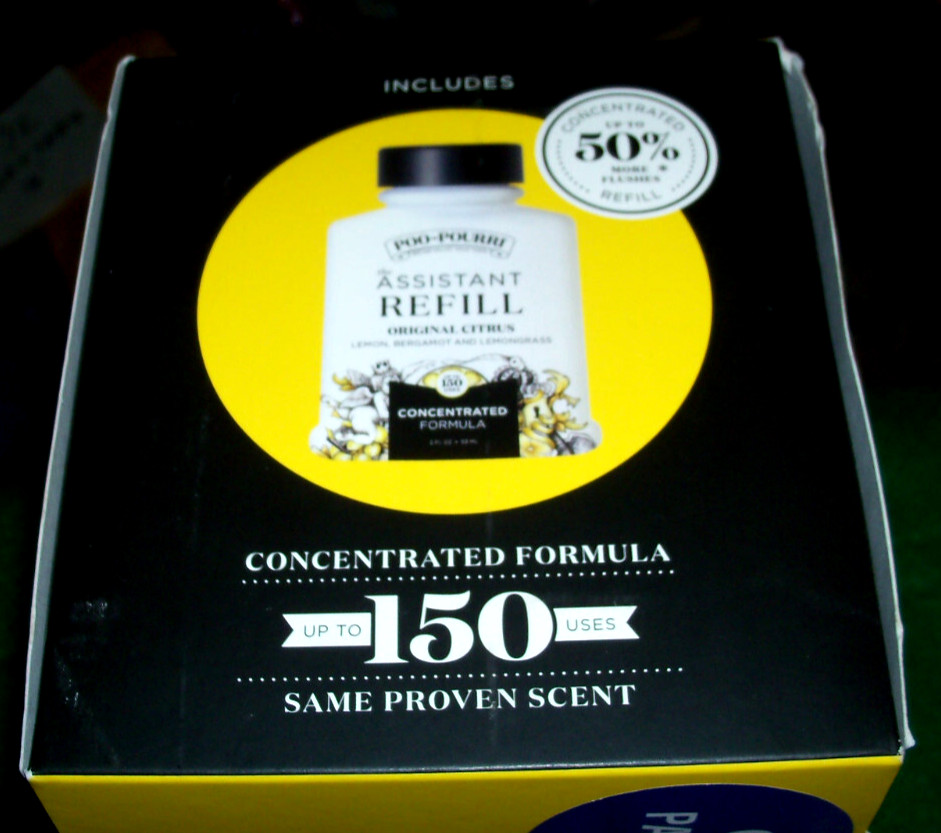 INCLUDES
CONCENTRATED
UP TO
50%
MORE
FLUSHES
REFILL
POO~POURRI
the
ASSISTANT
REFILL
ORIGINAL CITRUS
LEMON, BERGAMOT AND LEMONGRASS
150
CONCENTRATED
FORMULA
CONCENTRATED FORMULA
UP TO 150 USES
SAME PROVEN SCENT
PA